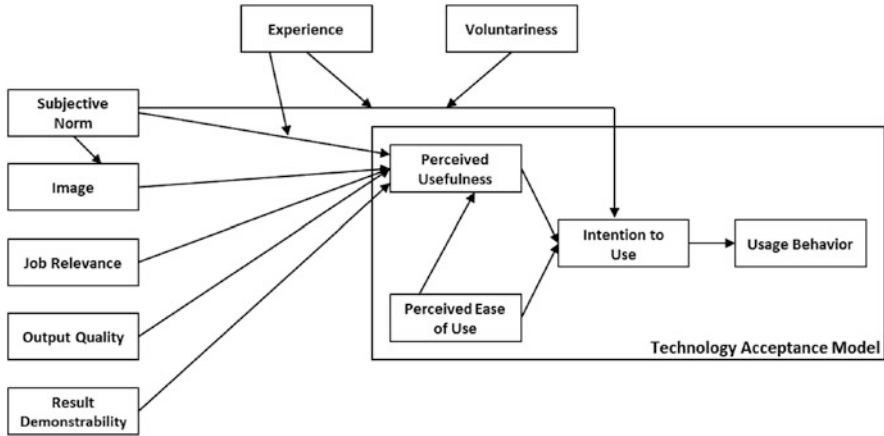 Experience
Voluntariness
Subjective
Norm
Image
Job Relevance
Output Quality
Result
Demonstrability
Perceived
Usefulness
Perceived Ease
of Use
Intention to
Use
Usage Behavior
Technology Acceptance Model